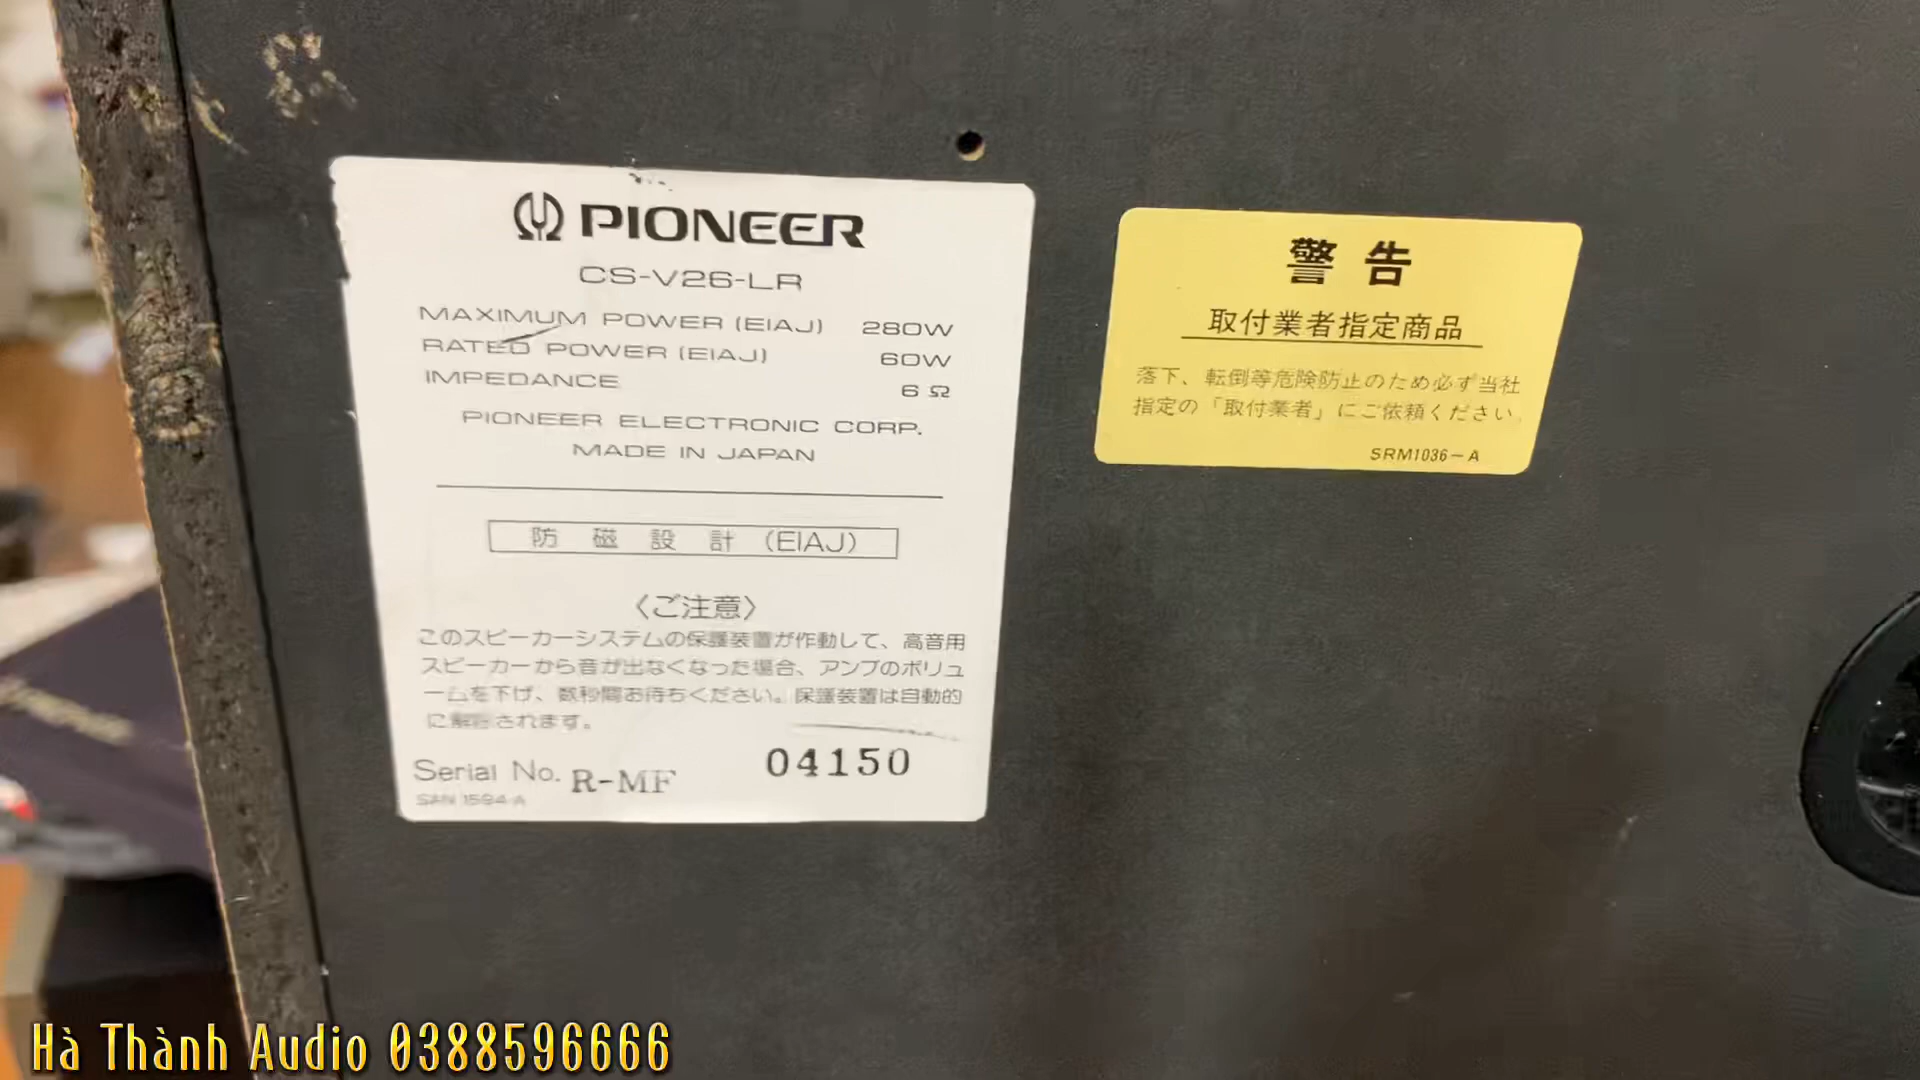 PIONEER
CS-V26-LR
MAXIMUM POWER (EIAJ) 280W
RATED POWER (EIAJ) 60W
IMPEDANCE 6 Ω
PIONEER ELECTRONIC CORP.
MADE IN JAPAN
防磁設計 (EIAJ)
〈ご注意〉
このスピーカーシステムの保護装置が作動して、高音用
スピーカーから音が出なくなった場合、アンプのボリュ
ームを下げ、数秒間お待ちください。保護装置は自動的
に解除されます。
Serial No. R-MF 04150
SAN 1594-A
警告
取付業者指定商品
落下、転倒等危険防止のため必ず当社
指定の「取付業者」にご依頼ください。
SRM1036-A
Hà Thành Audio 0388596666